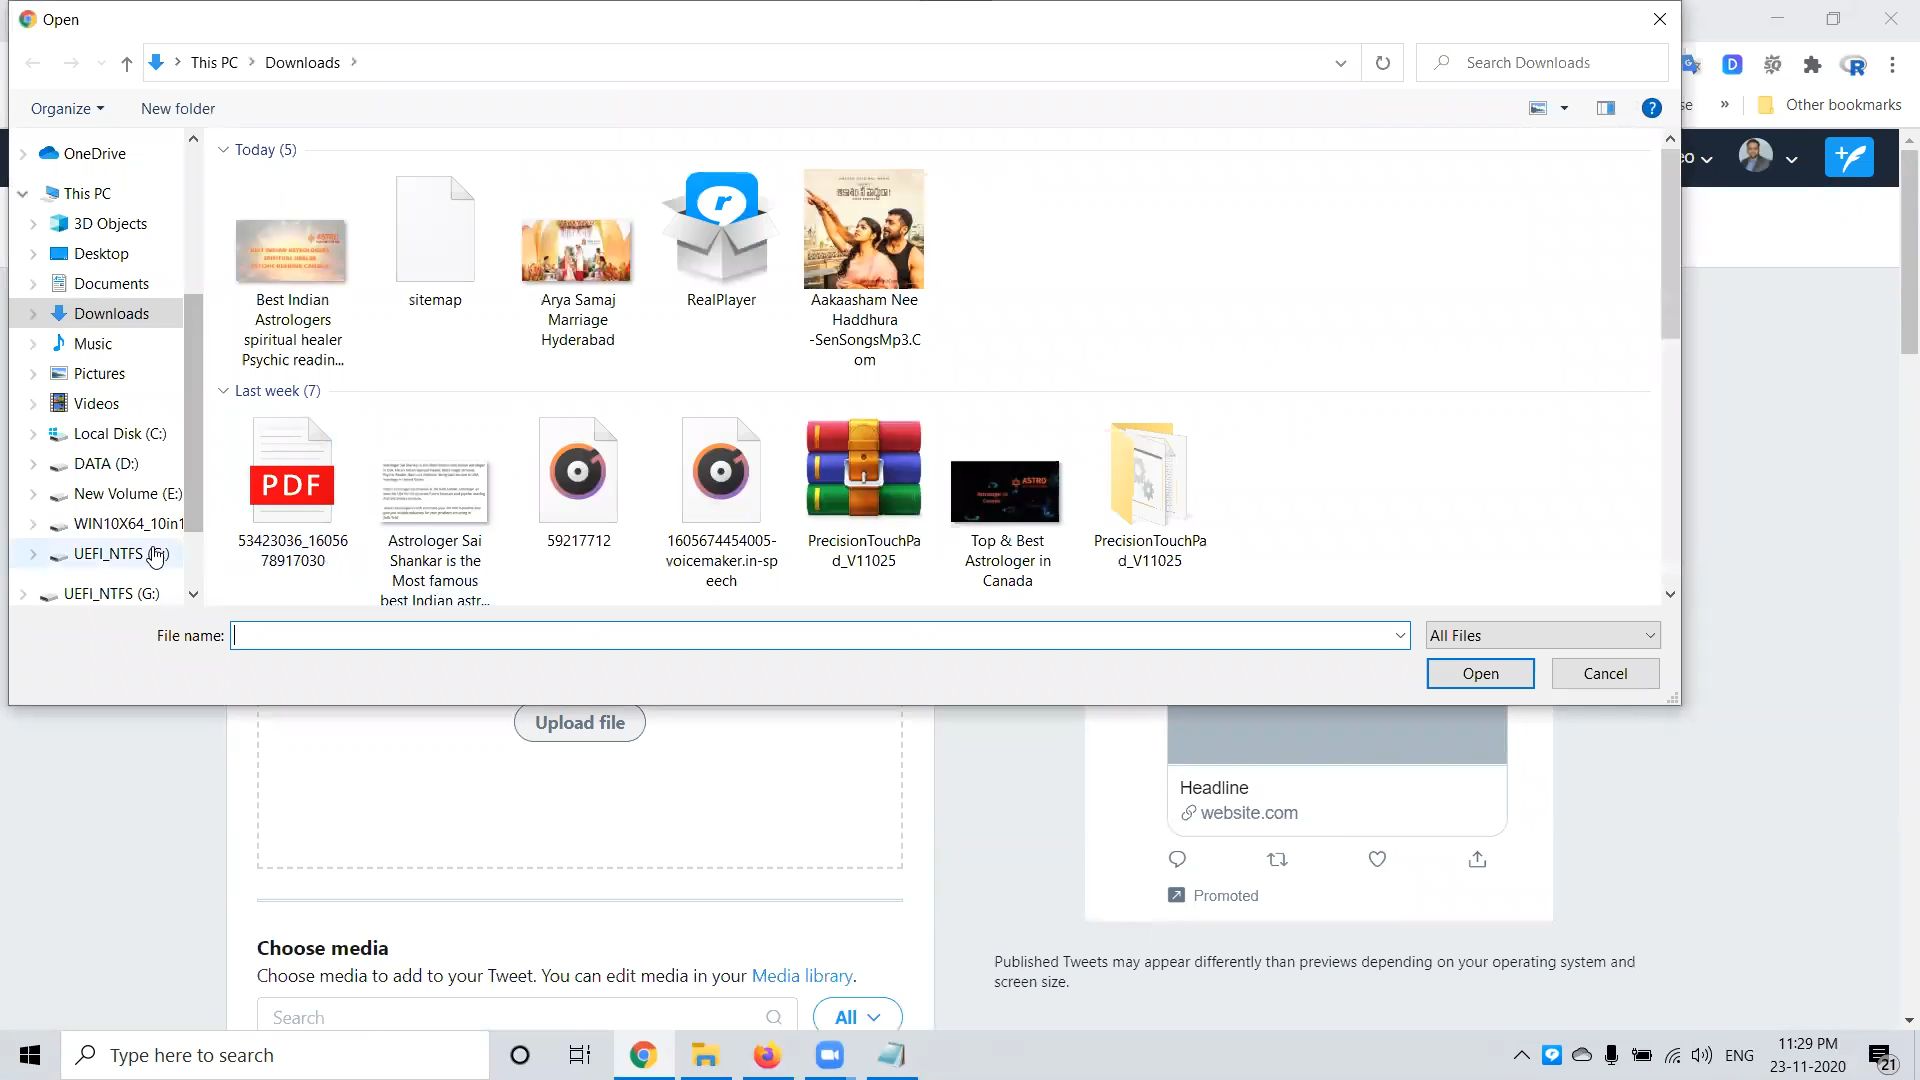 Open
This PC > Downloads >
Search Downloads
Organize
New folder
OneDrive
This PC
3D Objects
Desktop
Documents
Downloads
Music
Pictures
Videos
Local Disk (C:)
DATA (D:)
New Volume (E:)
WIN10X64_10in1
UEFI_NTFS
UEFI_NTFS (G:)
Today (5)
Best Indian
Astrologers
spiritual healer
Psychic readin...
sitemap
Arya Samaj
Marriage
Hyderabad
RealPlayer
Aakaasham Nee
Haddhura
-SenSongsMp3.C
om
Last week (7)
PDF
53423036_16056
78917030
Astrologer Sai
Shankar is the
Most famous
best Indian astr...
59217712
1605674454005-
voicemaker.in-sp
eech
PrecisionTouchPa
d_V11025
Top & Best
Astrologer in
Canada
PrecisionTouchPa
d_V11025
File name:
All Files
Open
Cancel
Other bookmarks
Upload file
Headline
website.com
Promoted
Choose media
Choose media to add to your Tweet. You can edit media in your Media library.
Search
All
Published Tweets may appear differently than previews depending on your operating system and
screen size.
Type here to search
ENG
11:29 PM
23-11-2020
21